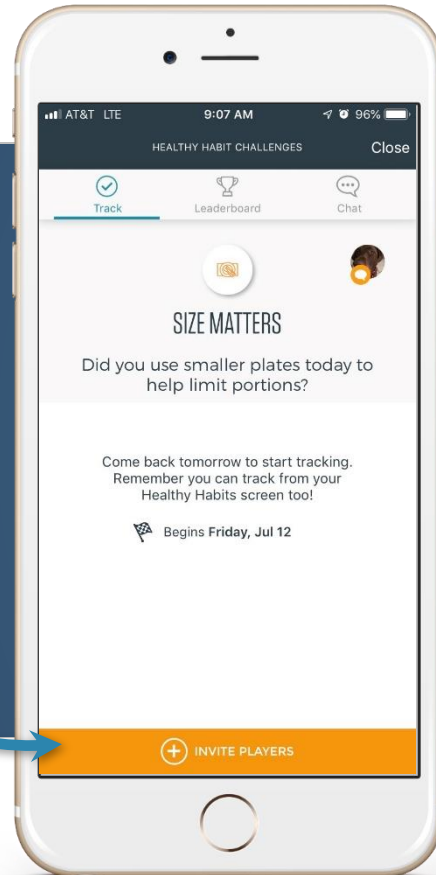 AT&T LTE 9:07 AM 96%
HEALTHY HABIT CHALLENGES Close
Track Leaderboard Chat
SIZE MATTERS
Did you use smaller plates today to
help limit portions?
Come back tomorrow to start tracking.
Remember you can track from your
Healthy Habits screen too!
Begins Friday, Jul 12
INVITE PLAYERS